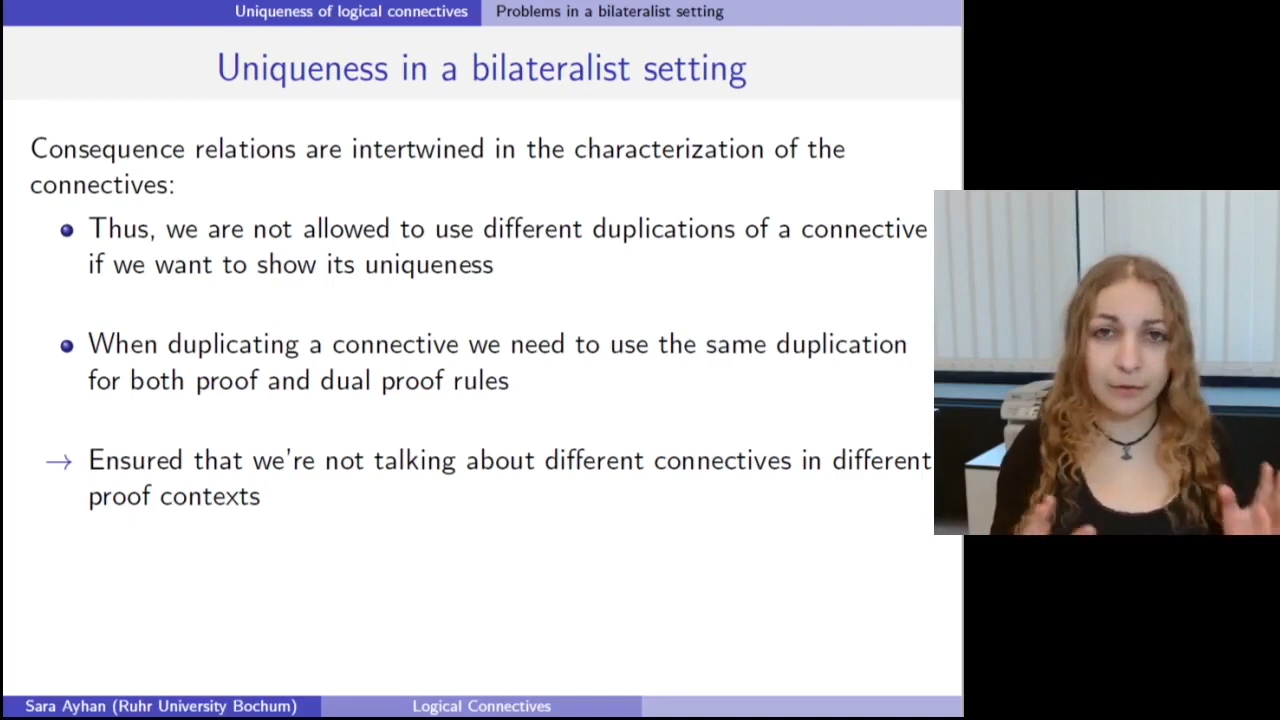 Uniqueness of logical connectives Problems in a bilateralist setting
Uniqueness in a bilateralist setting
Consequence relations are intertwined in the characterization of the
connectives:
Thus, we are not allowed to use different duplications of a connective
if we want to show its uniqueness
When duplicating a connective we need to use the same duplication
for both proof and dual proof rules
→ Ensured that we're not talking about different connectives in different
proof contexts
Sara Ayhan (Ruhr University Bochum) Logical Connectives